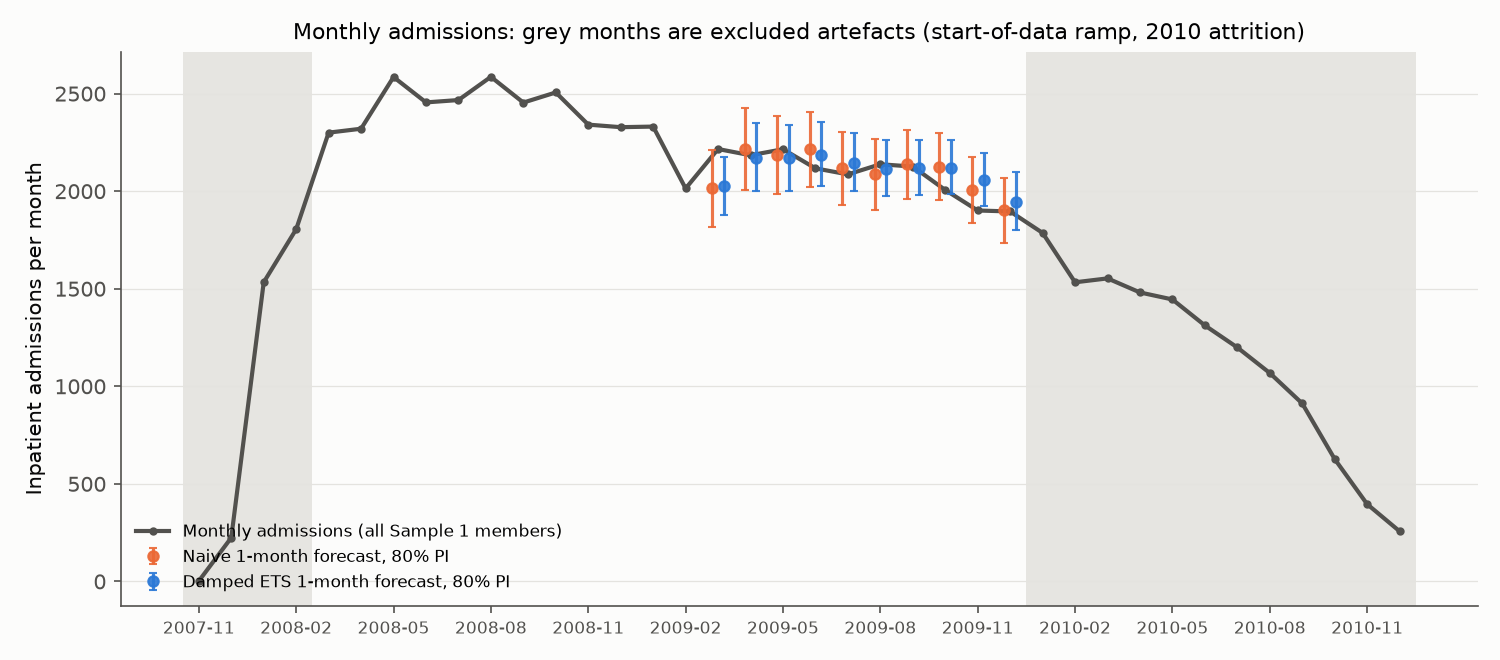 Monthly admissions: grey months are excluded artefacts (start-of-data ramp, 2010 attrition)
Inpatient admissions per month
2500
2000
1500
1000
500
0
Monthly admissions (all Sample 1 members)
Naive 1-month forecast, 80% PI
Damped ETS 1-month forecast, 80% PI
2007-11 2008-02 2008-05 2008-08 2008-11 2009-02 2009-05 2009-08 2009-11 2010-02 2010-05 2010-08 2010-11